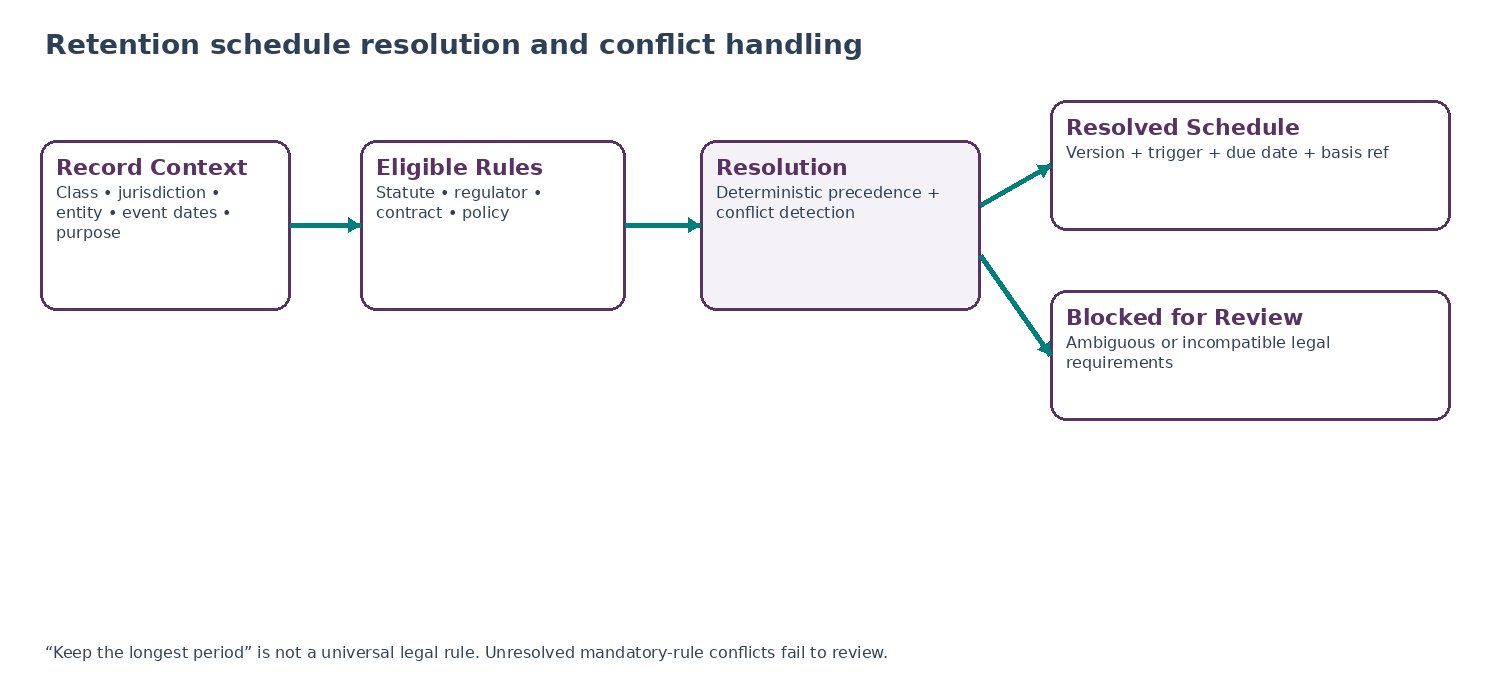 Retention schedule resolution and conflict handling
Record Context
Class • jurisdiction •
entity • event dates •
purpose
Eligible Rules
Statute • regulator •
contract • policy
Resolution
Deterministic precedence +
conflict detection
Resolved Schedule
Version + trigger + due date + basis ref
Blocked for Review
Ambiguous or incompatible legal
requirements
“Keep the longest period” is not a universal legal rule. Unresolved mandatory-rule conflicts fail to review.